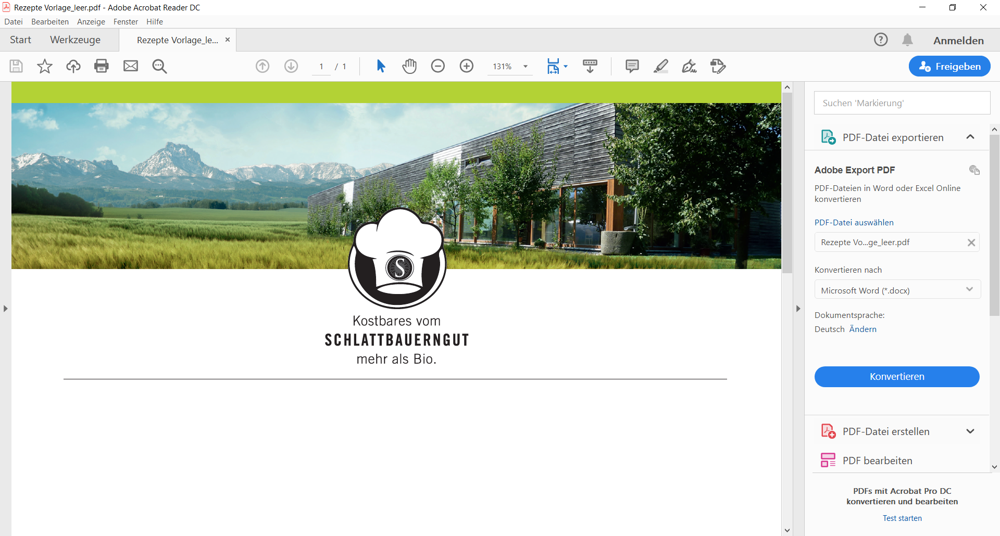 Rezepte Vorlage_leer.pdf - Adobe Acrobat Reader DC
Datei Bearbeiten Anzeige Fenster Hilfe
Start Werkzeuge Rezepte Vorlage_le... × Anmelden
1 / 1 131% Freigeben
Suchen 'Markierung'
PDF-Datei exportieren
Adobe Export PDF
PDF-Dateien in Word oder Excel Online
konvertieren
PDF-Datei auswählen
Rezepte Vo...ge_leer.pdf
Konvertieren nach
Microsoft Word (*.docx)
Dokumentsprache:
Deutsch Ändern
Konvertieren
PDF-Datei erstellen
PDF bearbeiten
PDFs mit Acrobat Pro DC
konvertieren und bearbeiten
Test starten
S
Kostbares vom
SCHLATTBAUERNGUT
mehr als Bio.